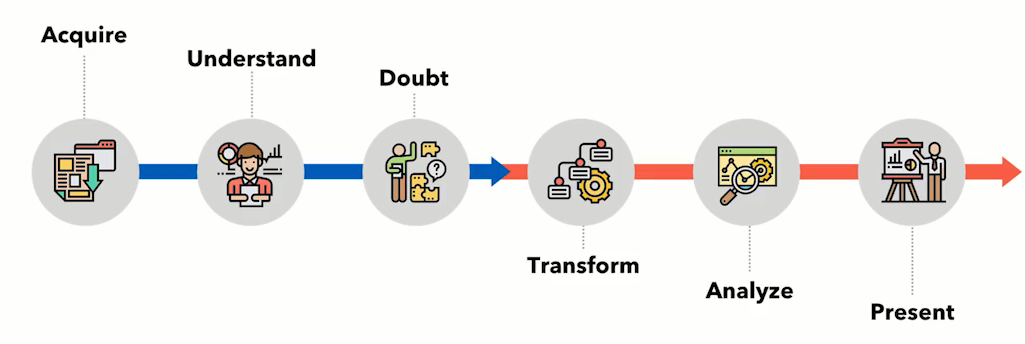 Acquire
Understand
Doubt
?
Transform
Analyze
Present